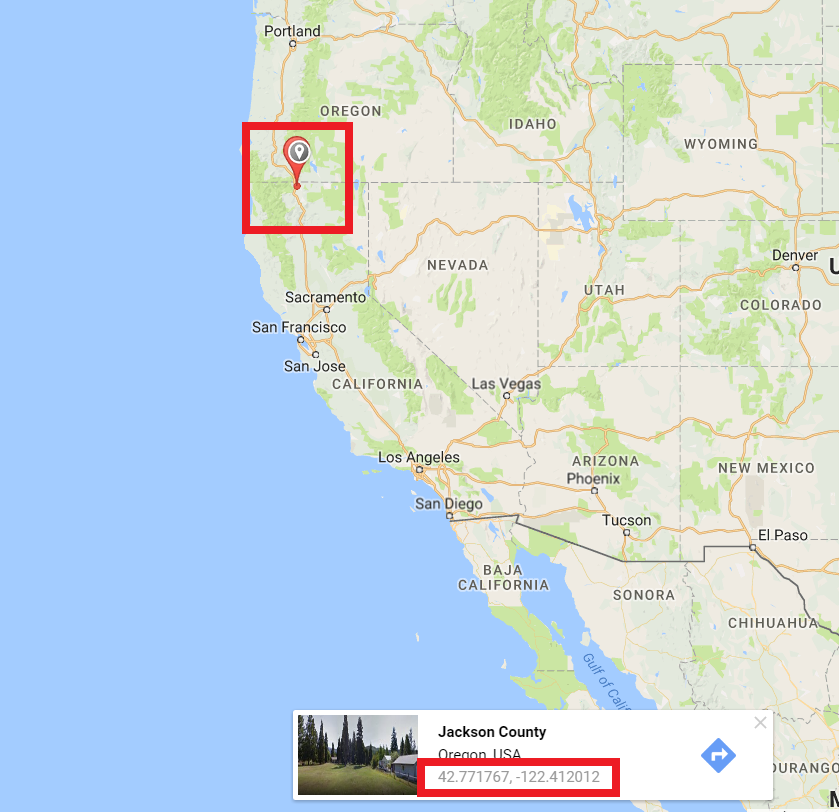 Portland
OREGON
IDAHO
WYOMING
Denver
NEVADA
UTAH
COLORADO
Sacramento
San Francisco
San Jose
CALIFORNIA
Las Vegas
Los Angeles
ARIZONA
NEW MEXICO
Phoenix
San Diego
Tucson
El Paso
BAJA
CALIFORNIA
SONORA
CHIHUAHUA
Gulf of Cali
Jackson County
Oregon, USA
42.771767, -122.412012
DURANGO